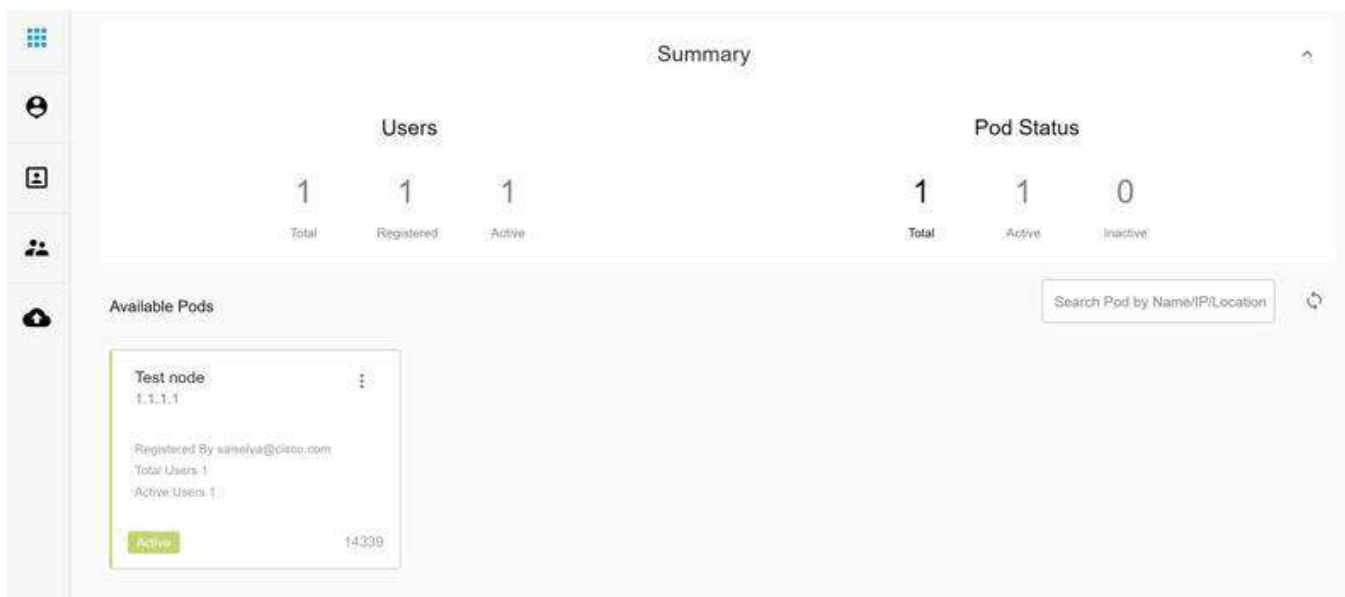 Summary
Users
Pod Status
1 1 1
Total Registered Active
1 1 0
Total Active Inactive
Available Pods
Search Pod by Name/IP/Location
Test node
1.1.1.1
Registered By saiselva@cisco.com
Total Users 1
Active Users 1
Active
14339